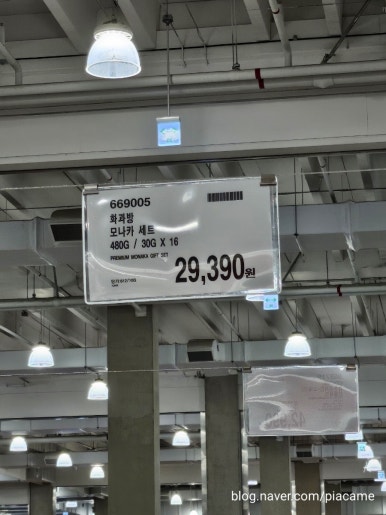 669005
화과방
모나카 세트
480G / 30G X 16
PREMIUM MONAKA GIFT SET
29,390원
blog.naver.com/piacame